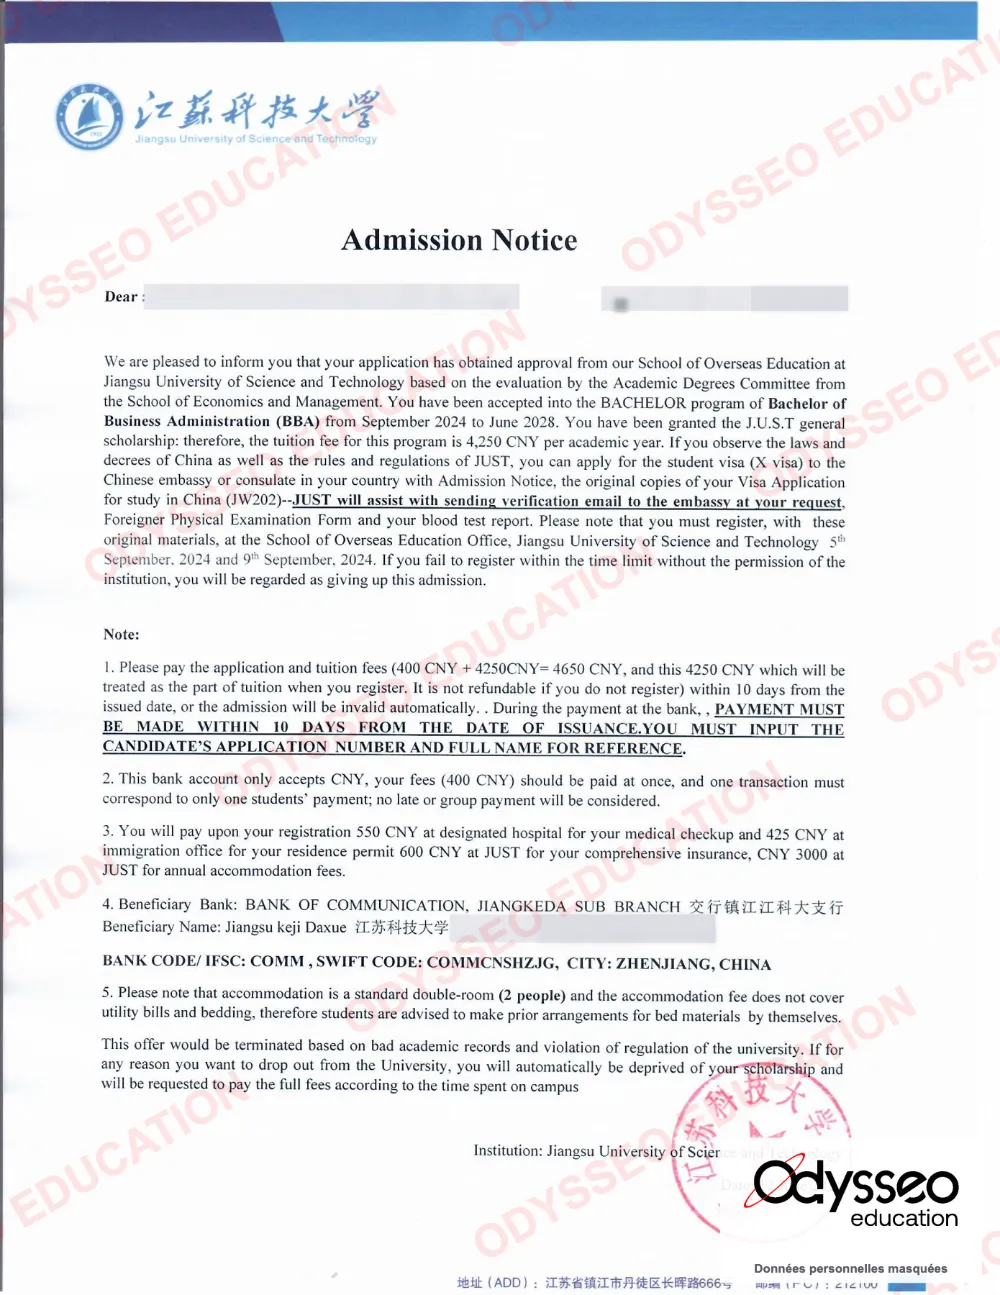 江苏科技大学
Jiangsu University of Science and Technology
Admission Notice
Dear :
We are pleased to inform you that your application has obtained approval from our School of Overseas Education at
Jiangsu University of Science and Technology based on the evaluation by the Academic Degrees Committee from
the School of Economics and Management. You have been accepted into the BACHELOR program of Bachelor of
Business Administration (BBA) from September 2024 to June 2028. You have been granted the J.U.S.T general
scholarship: therefore, the tuition fee for this program is 4,250 CNY per academic year. If you observe the laws and
decrees of China as well as the rules and regulations of JUST, you can apply for the student visa (X visa) to the
Chinese embassy or consulate in your country with Admission Notice, the original copies of your Visa Application
for study in China (JW202)--JUST will assist with sending verification email to the embassy at your request,
Foreigner Physical Examination Form and your blood test report. Please note that you must register, with these
original materials, at the School of Overseas Education Office, Jiangsu University of Science and Technology 5th
September, 2024 and 9th September, 2024. If you fail to register within the time limit without the permission of the
institution, you will be regarded as giving up this admission.
Note:
1. Please pay the application and tuition fees (400 CNY + 4250CNY= 4650 CNY, and this 4250 CNY which will be
treated as the part of tuition when you register. It is not refundable if you do not register) within 10 days from the
issued date, or the admission will be invalid automatically. . During the payment at the bank, , PAYMENT MUST
BE MADE WITHIN 10 DAYS FROM THE DATE OF ISSUANCE.YOU MUST INPUT THE
CANDIDATE'S APPLICATION NUMBER AND FULL NAME FOR REFERENCE.
2. This bank account only accepts CNY, your fees (400 CNY) should be paid at once, and one transaction must
correspond to only one students' payment; no late or group payment will be considered.
3. You will pay upon your registration 550 CNY at designated hospital for your medical checkup and 425 CNY at
immigration office for your residence permit 600 CNY at JUST for your comprehensive insurance, CNY 3000 at
JUST for annual accommodation fees.
4. Beneficiary Bank: BANK OF COMMUNICATION, JIANGKEDA SUB BRANCH 交行镇江江科大支行
Beneficiary Name: Jiangsu keji Daxue 江苏科技大学
BANK CODE/ IFSC: COMM , SWIFT CODE: COMMCNSHZJG, CITY: ZHENJIANG, CHINA
5. Please note that accommodation is a standard double-room (2 people) and the accommodation fee does not cover
utility bills and bedding, therefore students are advised to make prior arrangements for bed materials by themselves.
This offer would be terminated based on bad academic records and violation of regulation of the university. If for
any reason you want to drop out from the University, you will automatically be deprived of your scholarship and
will be requested to pay the full fees according to the time spent on campus
江苏科技大学
Institution: Jiangsu University of Science and Technology
Odysseo
education
Données personnelles masquées
地址 (ADD) : 江苏省镇江市丹徒区长晖路666号 邮编 (PC) : 212100
ODYSSEO EDUCATION